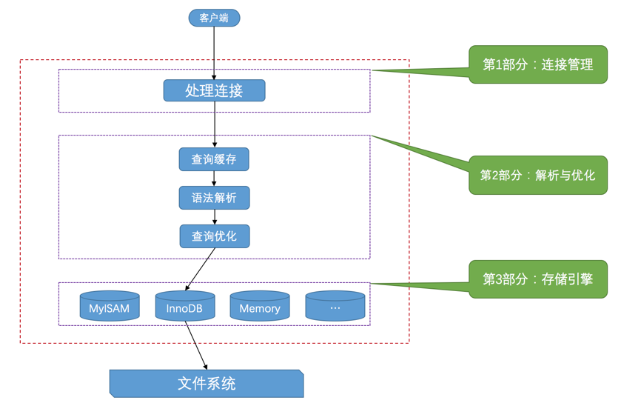 客户端
第1部分：连接管理
处理连接
查询缓存
第2部分：解析与优化
语法解析
查询优化
第3部分：存储引擎
MyISAM
InnoDB
Memory
...
文件系统